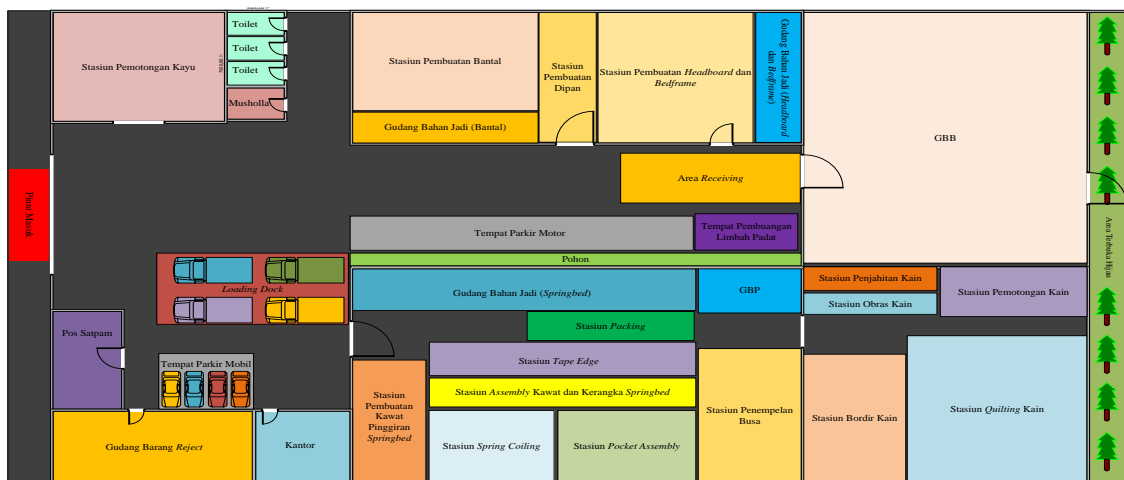 Stasiun Pemotongan Kayu
Toilet
Toilet
Toilet
Musholla
Stasiun Pembuatan Bantal
Gudang Bahan Jadi (Bantal)
Stasiun
Pembuatan
Dipan
Stasiun Pembuatan Headboard dan
Bedframe
Gudang Bahan Jadi (Headboard
dan Bedframe)
GBB
Area Receiving
Pintu Masuk
Tempat Parkir Motor
Tempat Pembuangan
Limbah Padat
Pohon
Area Terbuka Hijau
Loading Dock
Gudang Bahan Jadi (Springbed)
GBP
Stasiun Penjahitan Kain
Stasiun Obras Kain
Stasiun Pemotongan Kain
Pos Satpam
Stasiun Packing
Stasiun Tape Edge
Tempat Parkir Mobil
Stasiun Assembly Kawat dan Kerangka Springbed
Stasiun
Pembuatan
Kawat
Pinggiran
Springbed
Stasiun Penempelan
Busa
Stasiun Bordir Kain
Stasiun Quilting Kain
Gudang Barang Reject
Kantor
Stasiun Spring Coiling
Stasiun Pocket Assembly